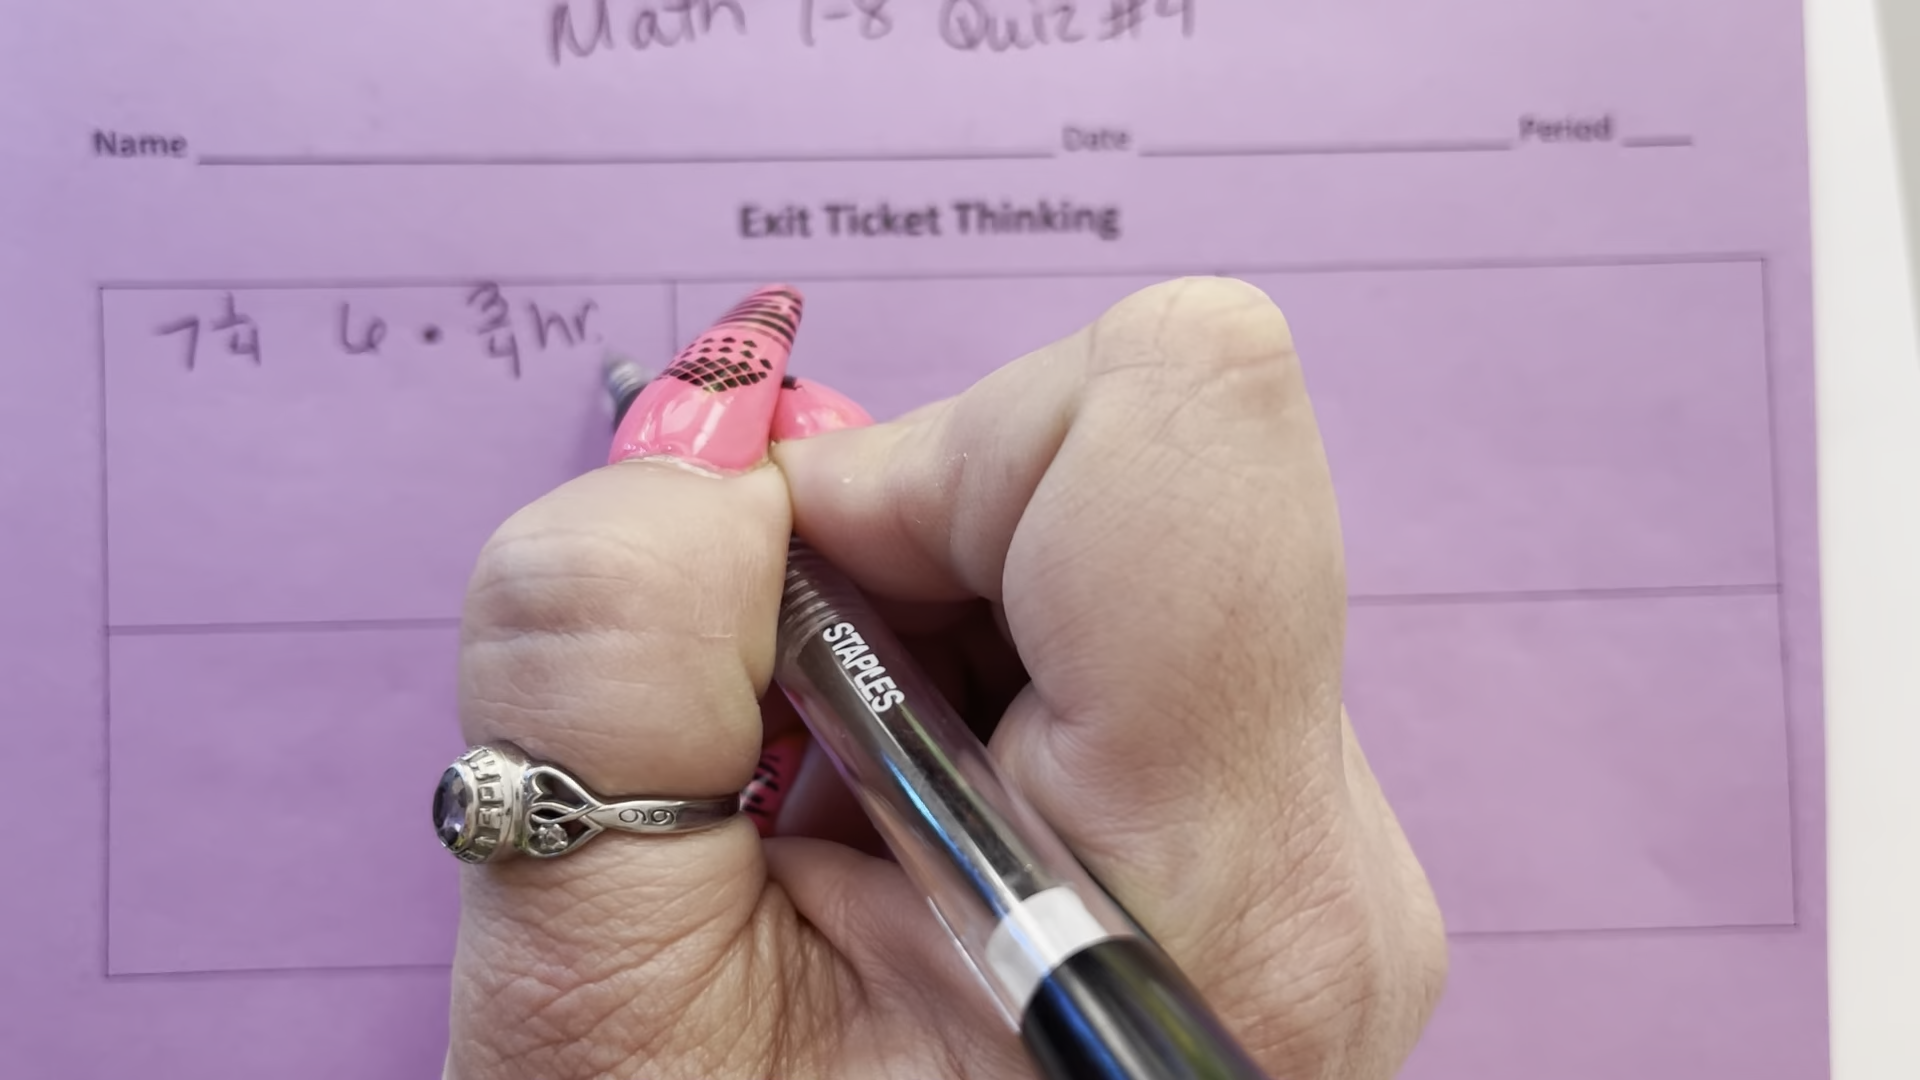 Math 1-8 Quiz #4
Name Date Period
Exit Ticket Thinking
7 1/4 6 • 3/4 hr.
STAPLES
99